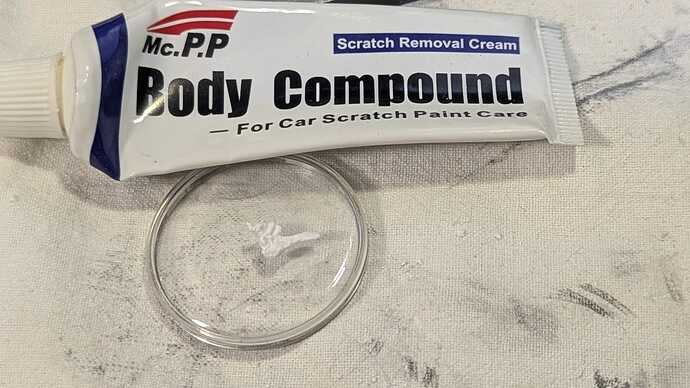 Mc.P.P
Scratch Removal Cream
Body Compound
— For Car Scratch Paint Care